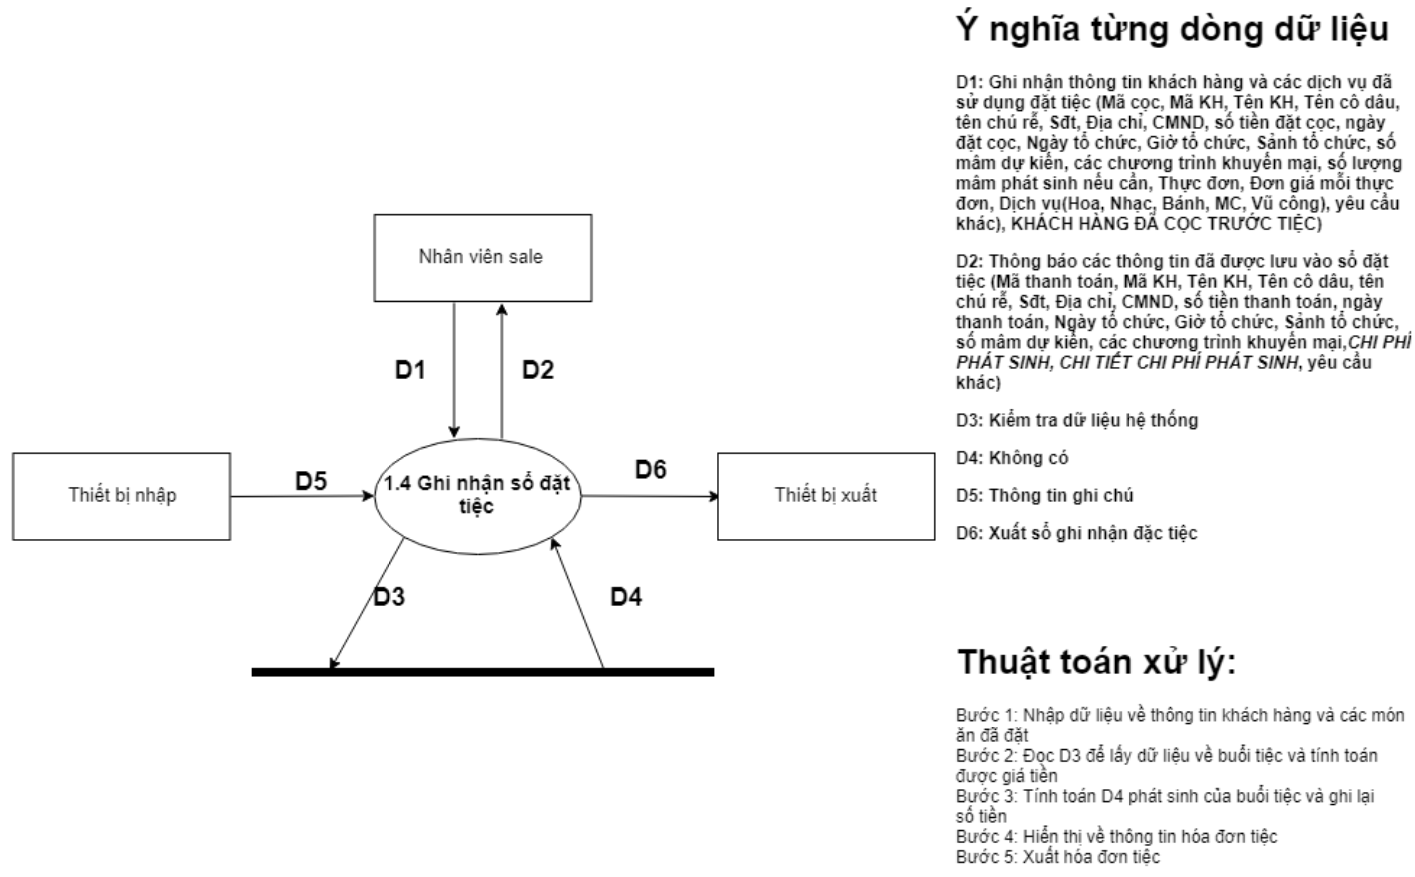 Nhân viên sale
D1
D2
Thiết bị nhập
D5
1.4 Ghi nhận sổ đặt
tiệc
D6
Thiết bị xuất
D3
D4
Ý nghĩa từng dòng dữ liệu
D1: Ghi nhận thông tin khách hàng và các dịch vụ đã
sử dụng đặt tiệc (Mã cọc, Mã KH, Tên KH, Tên cô dâu,
tên chú rễ, Sđt, Địa chỉ, CMND, số tiền đặt cọc, ngày
đặt cọc, Ngày tổ chức, Giờ tổ chức, Sảnh tổ chức, số
mâm dự kiến, các chương trình khuyến mại, số lượng
mâm phát sinh nếu cần, Thực đơn, Đơn giá mỗi thực
đơn, Dịch vụ(Hoa, Nhạc, Bánh, MC, Vũ công), yêu cầu
khác), KHÁCH HÀNG ĐÃ CỌC TRƯỚC TIỆC)
D2: Thông báo các thông tin đã được lưu vào sổ đặt
tiệc (Mã thanh toán, Mã KH, Tên KH, Tên cô dâu, tên
chú rễ, Sđt, Địa chỉ, CMND, số tiền thanh toán, ngày
thanh toán, Ngày tổ chức, Giờ tổ chức, Sảnh tổ chức,
số mâm dự kiến, các chương trình khuyến mại,CHI PHÍ
PHÁT SINH, CHI TIẾT CHI PHÍ PHÁT SINH, yêu cầu
khác)
D3: Kiểm tra dữ liệu hệ thống
D4: Không có
D5: Thông tin ghi chú
D6: Xuất sổ ghi nhận đặc tiệc
Thuật toán xử lý:
Bước 1: Nhập dữ liệu về thông tin khách hàng và các món
ăn đã đặt
Bước 2: Đọc D3 để lấy dữ liệu về buổi tiệc và tính toán
được giá tiền
Bước 3: Tính toán D4 phát sinh của buổi tiệc và ghi lại
số tiền
Bước 4: Hiển thị về thông tin hóa đơn tiệc
Bước 5: Xuất hóa đơn tiệc